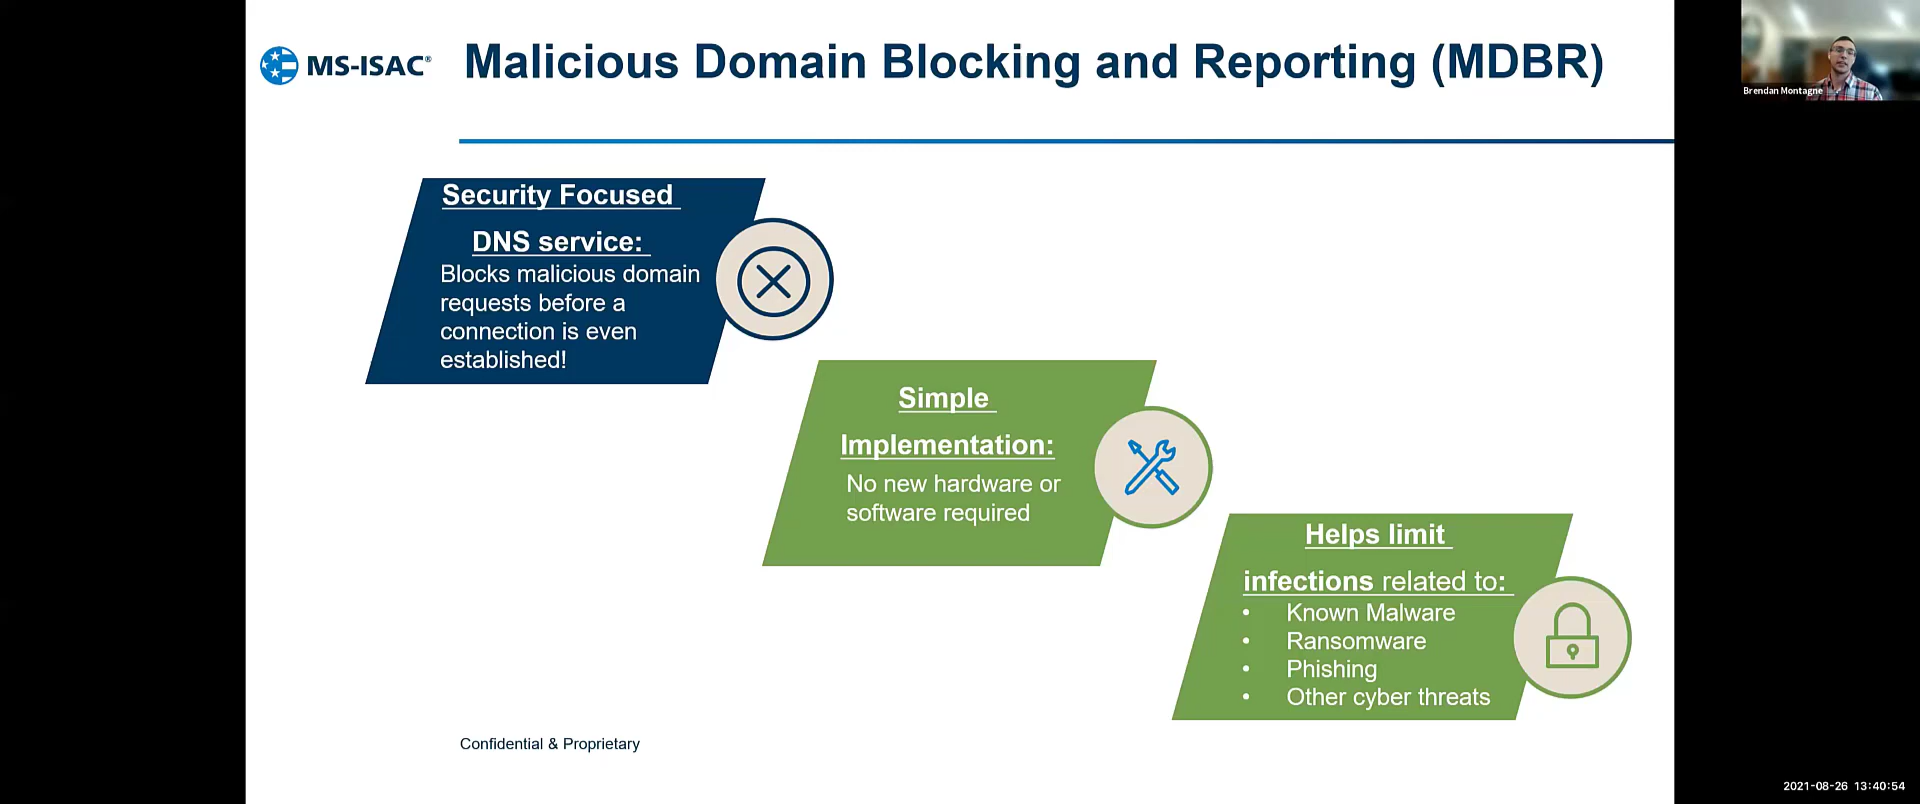 MS-ISAC®
Malicious Domain Blocking and Reporting (MDBR)
Brendan Montagne
Security Focused
DNS service:
Blocks malicious domain
requests before a
connection is even
established!
Simple
Implementation:
No new hardware or
software required
Helps limit
infections related to:
• Known Malware
• Ransomware
• Phishing
• Other cyber threats
Confidential & Proprietary
2021-08-26 13:40:54